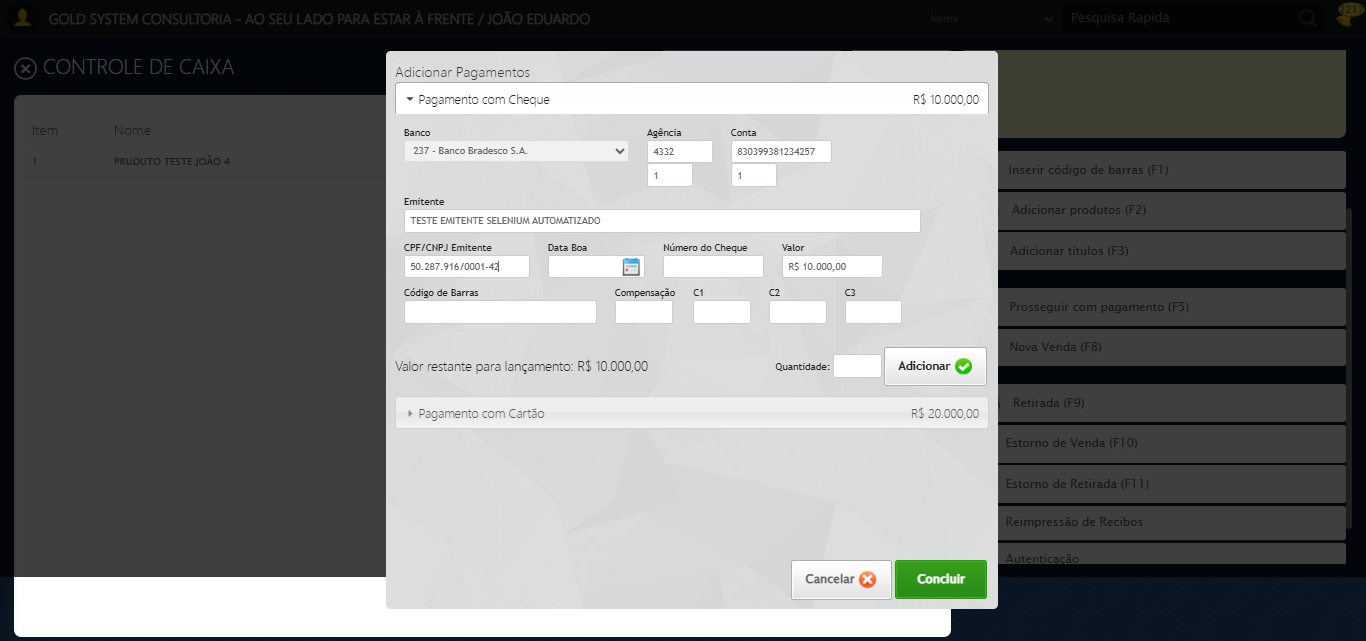 GOLD SYSTEM CONSULTORIA - AO SEU LADO PARA ESTAR À FRENTE / JOÃO EDUARDO
Nome
Pesquisa Rapida
CONTROLE DE CAIXA
Item Nome
1 PRUDUTO TESTE JOÃO 4
Adicionar Pagamentos
Pagamento com Cheque R$ 10.000,00
Banco Agência Conta
237 - Banco Bradesco S.A. 4332 830399381234257
1 1
Emitente
TESTE EMITENTE SELENIUM AUTOMATIZADO
CPF/CNPJ Emitente Data Boa Número do Cheque Valor
50.287.916/0001-42 R$ 10.000,00
Código de Barras Compensação C1 C2 C3
Valor restante para lançamento: R$ 10.000,00 Quantidade: Adicionar
Pagamento com Cartão R$ 20.000,00
Cancelar Concluir
Inserir código de barras (F1)
Adicionar produtos (F2)
Adicionar títulos (F3)
Prosseguir com pagamento (F5)
Nova Venda (F8)
Retirada (F9)
Estorno de Venda (F10)
Estorno de Retirada (F11)
Reimpressão de Recibos
Autenticação